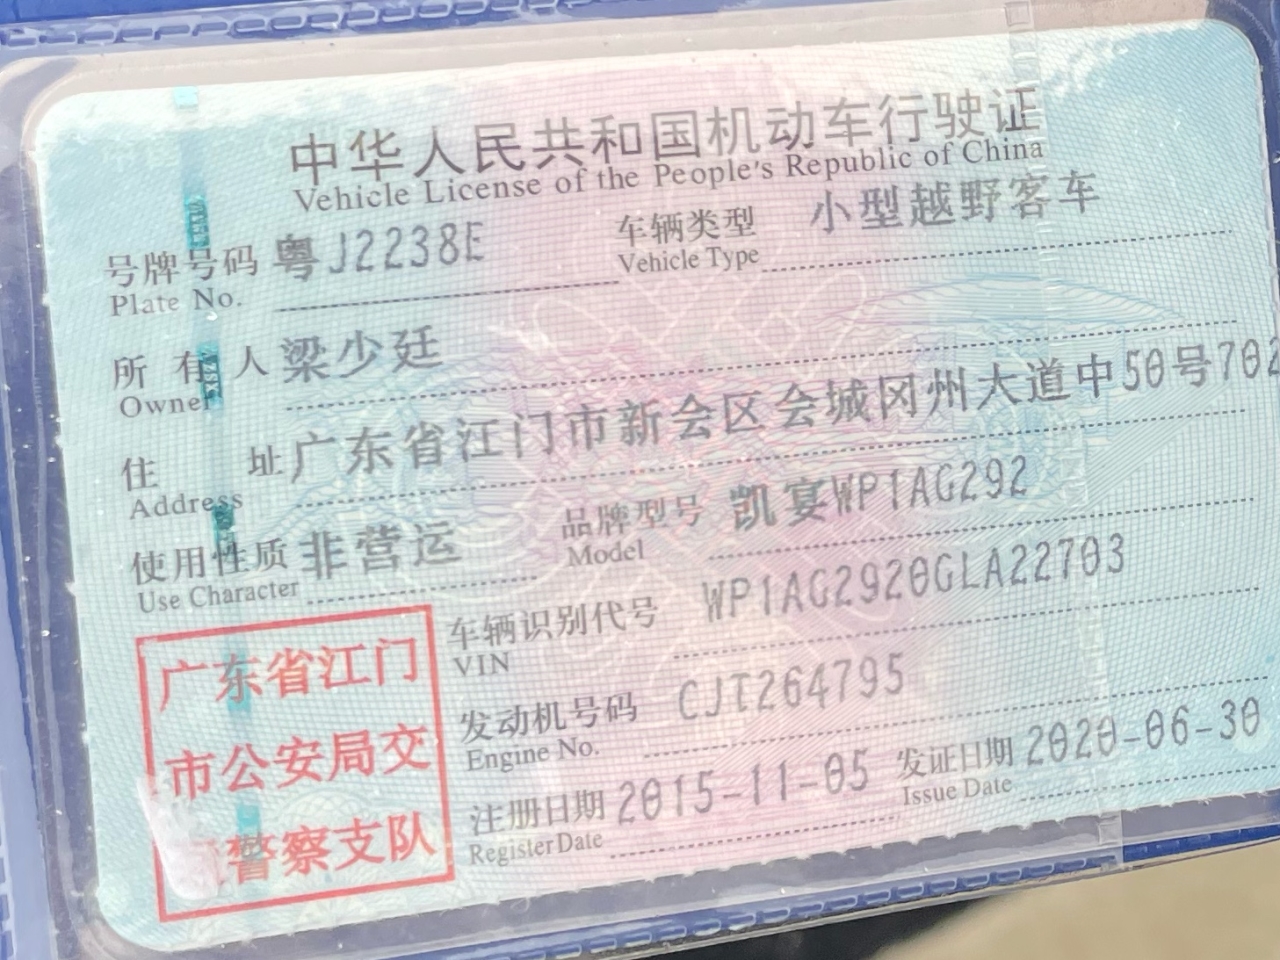 中华人民共和国机动车行驶证
Vehicle License of the People's Republic of China
号牌号码 粤J2238E 车辆类型 小型越野客车
Plate No. Vehicle Type
所有人 梁少廷
Owner
住址 广东省江门市新会区会城冈州大道中50号702
Address
使用性质 非营运 品牌型号 凯宴WP1AG292
Use Character Model
车辆识别代号 WP1AG2920GLA22703
VIN
发动机号码 CJT264795
Engine No.
注册日期 2015-11-05 发证日期 2020-06-30
Register Date Issue Date
广东省江门
市公安局交
警察支队